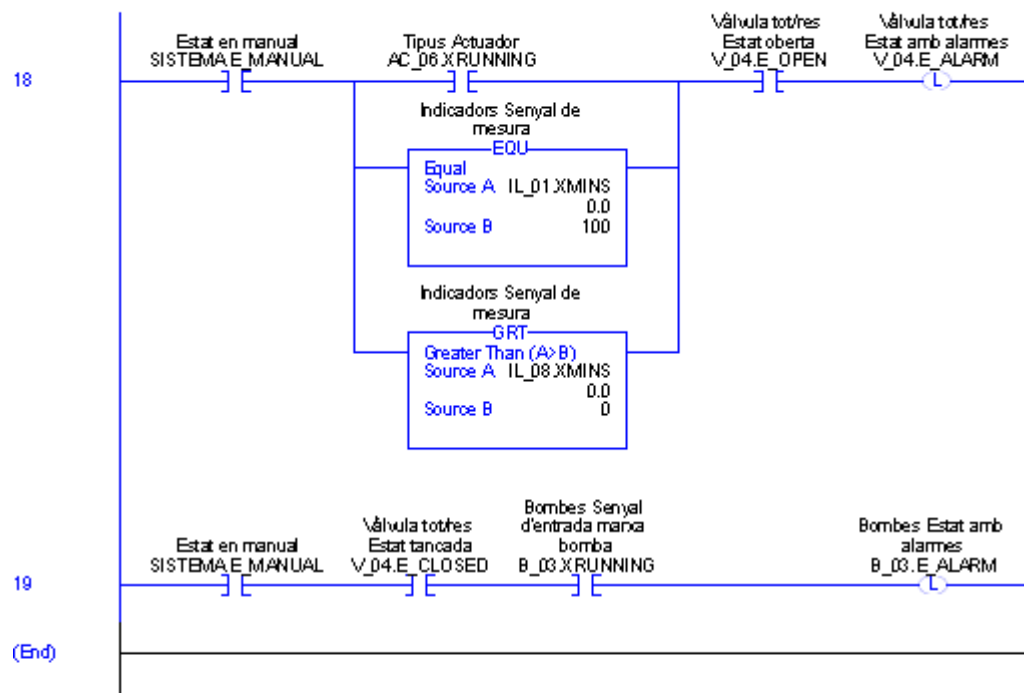 18
Estat en manual
SISTEMA.E_MANUAL
Tipus Actuador
AC_06.XRUNNING
Vàlvula tot/res
Estat oberta
V_04.E_OPEN
Vàlvula tot/res
Estat amb alarmes
V_04.E_ALARM
L
Indicadors Senyal de
mesura
EQU
Equal
Source A IL_01.XMINS
0.0
Source B 100
Indicadors Senyal de
mesura
GRT
Greater Than (A>B)
Source A IL_08.XMINS
0.0
Source B 0
19
Estat en manual
SISTEMA.E_MANUAL
Vàlvula tot/res
Estat tancada
V_04.E_CLOSED
Bombes Senyal
d'entrada marxa
bomba
B_03.XRUNNING
Bombes Estat amb
alarmes
B_03.E_ALARM
L
(End)